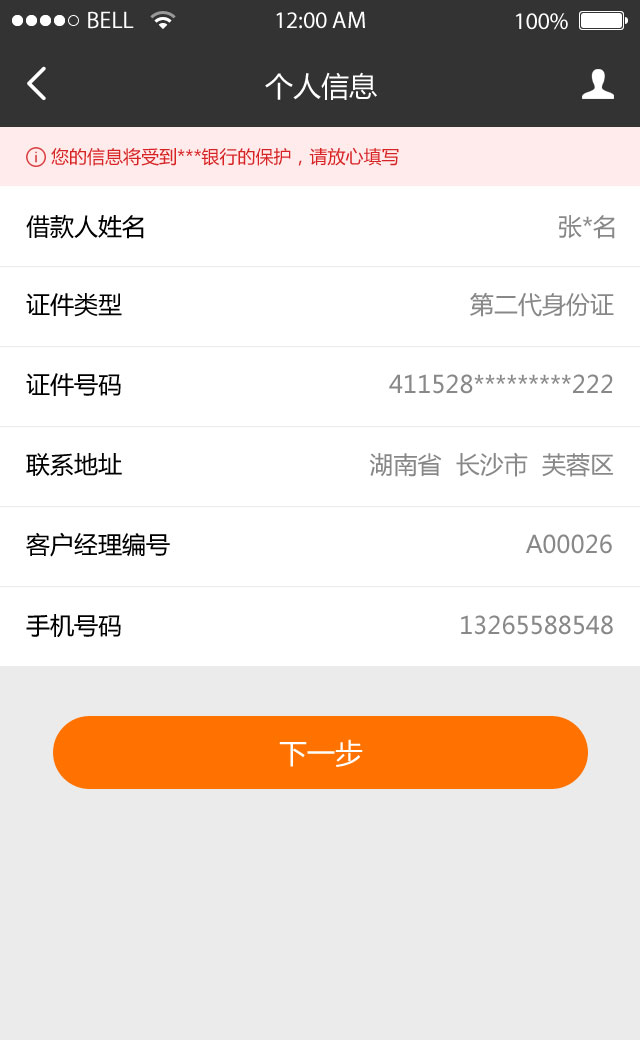 BELL 12:00 AM 100%
个人信息
您的信息将受到***银行的保护，请放心填写
借款人姓名 张*名
证件类型 第二代身份证
证件号码 411528*********222
联系地址 湖南省 长沙市 芙蓉区
客户经理编号 A00026
手机号码 13265588548
下一步